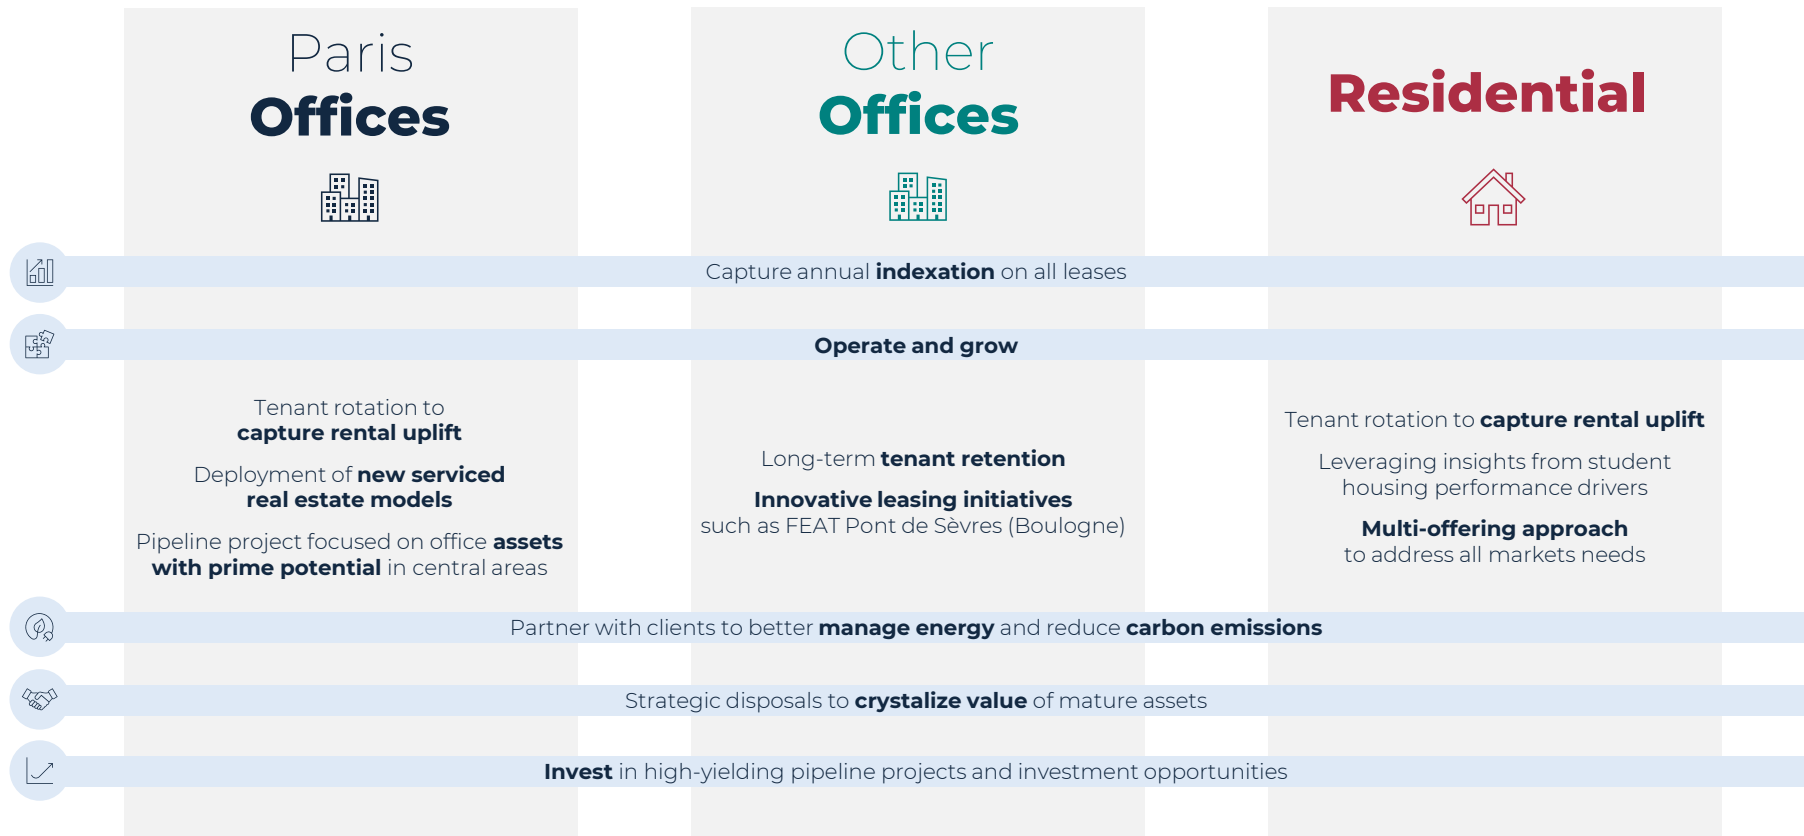 Paris
Offices
Other
Offices
Residential
Capture annual indexation on all leases
Operate and grow
Tenant rotation to
capture rental uplift
Deployment of new serviced
real estate models
Pipeline project focused on office assets
with prime potential in central areas
Long-term tenant retention
Innovative leasing initiatives
such as FEAT Pont de Sèvres (Boulogne)
Tenant rotation to capture rental uplift
Leveraging insights from student
housing performance drivers
Multi-offering approach
to address all markets needs
Partner with clients to better manage energy and reduce carbon emissions
Strategic disposals to crystalize value of mature assets
Invest in high-yielding pipeline projects and investment opportunities